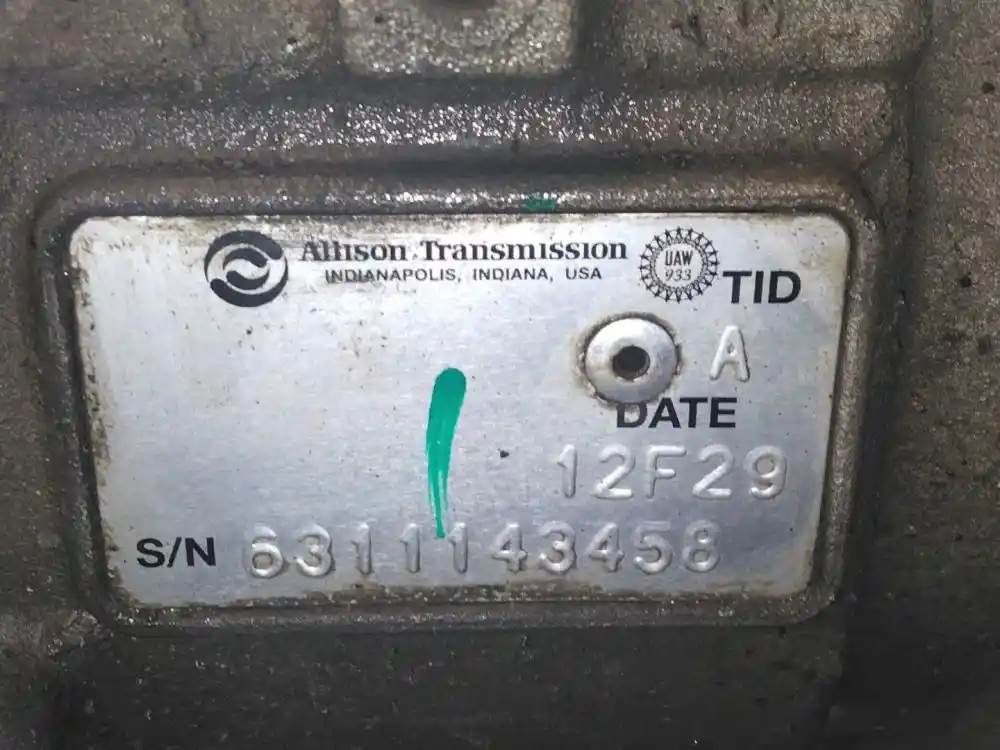 Allison Transmission
INDIANAPOLIS, INDIANA, USA
UAW
933
TID
A
DATE
12F29
S/N 6311143458